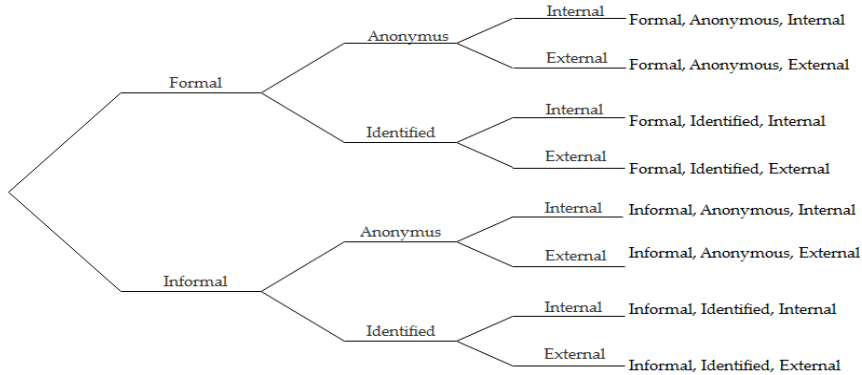 Internal
Formal, Anonymous, Internal
Anonymus
External
Formal, Anonymous, External
Formal
Internal
Formal, Identified, Internal
Identified
External
Formal, Identified, External
Internal
Informal, Anonymous, Internal
Anonymus
External
Informal, Anonymous, External
Informal
Internal
Informal, Identified, Internal
Identified
External
Informal, Identified, External